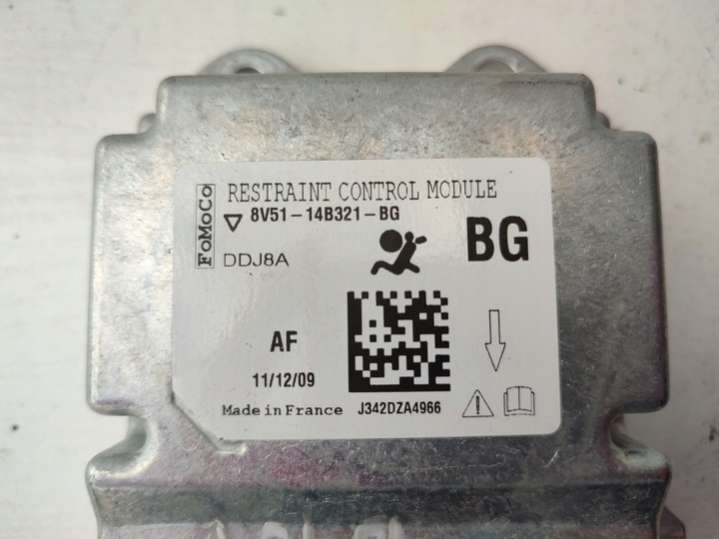 FoMoCo
RESTRAINT CONTROL MODULE
8V51-14B321-BG
DDJ8A
BG
AF
11/12/09
Made in France
J342DZA4966